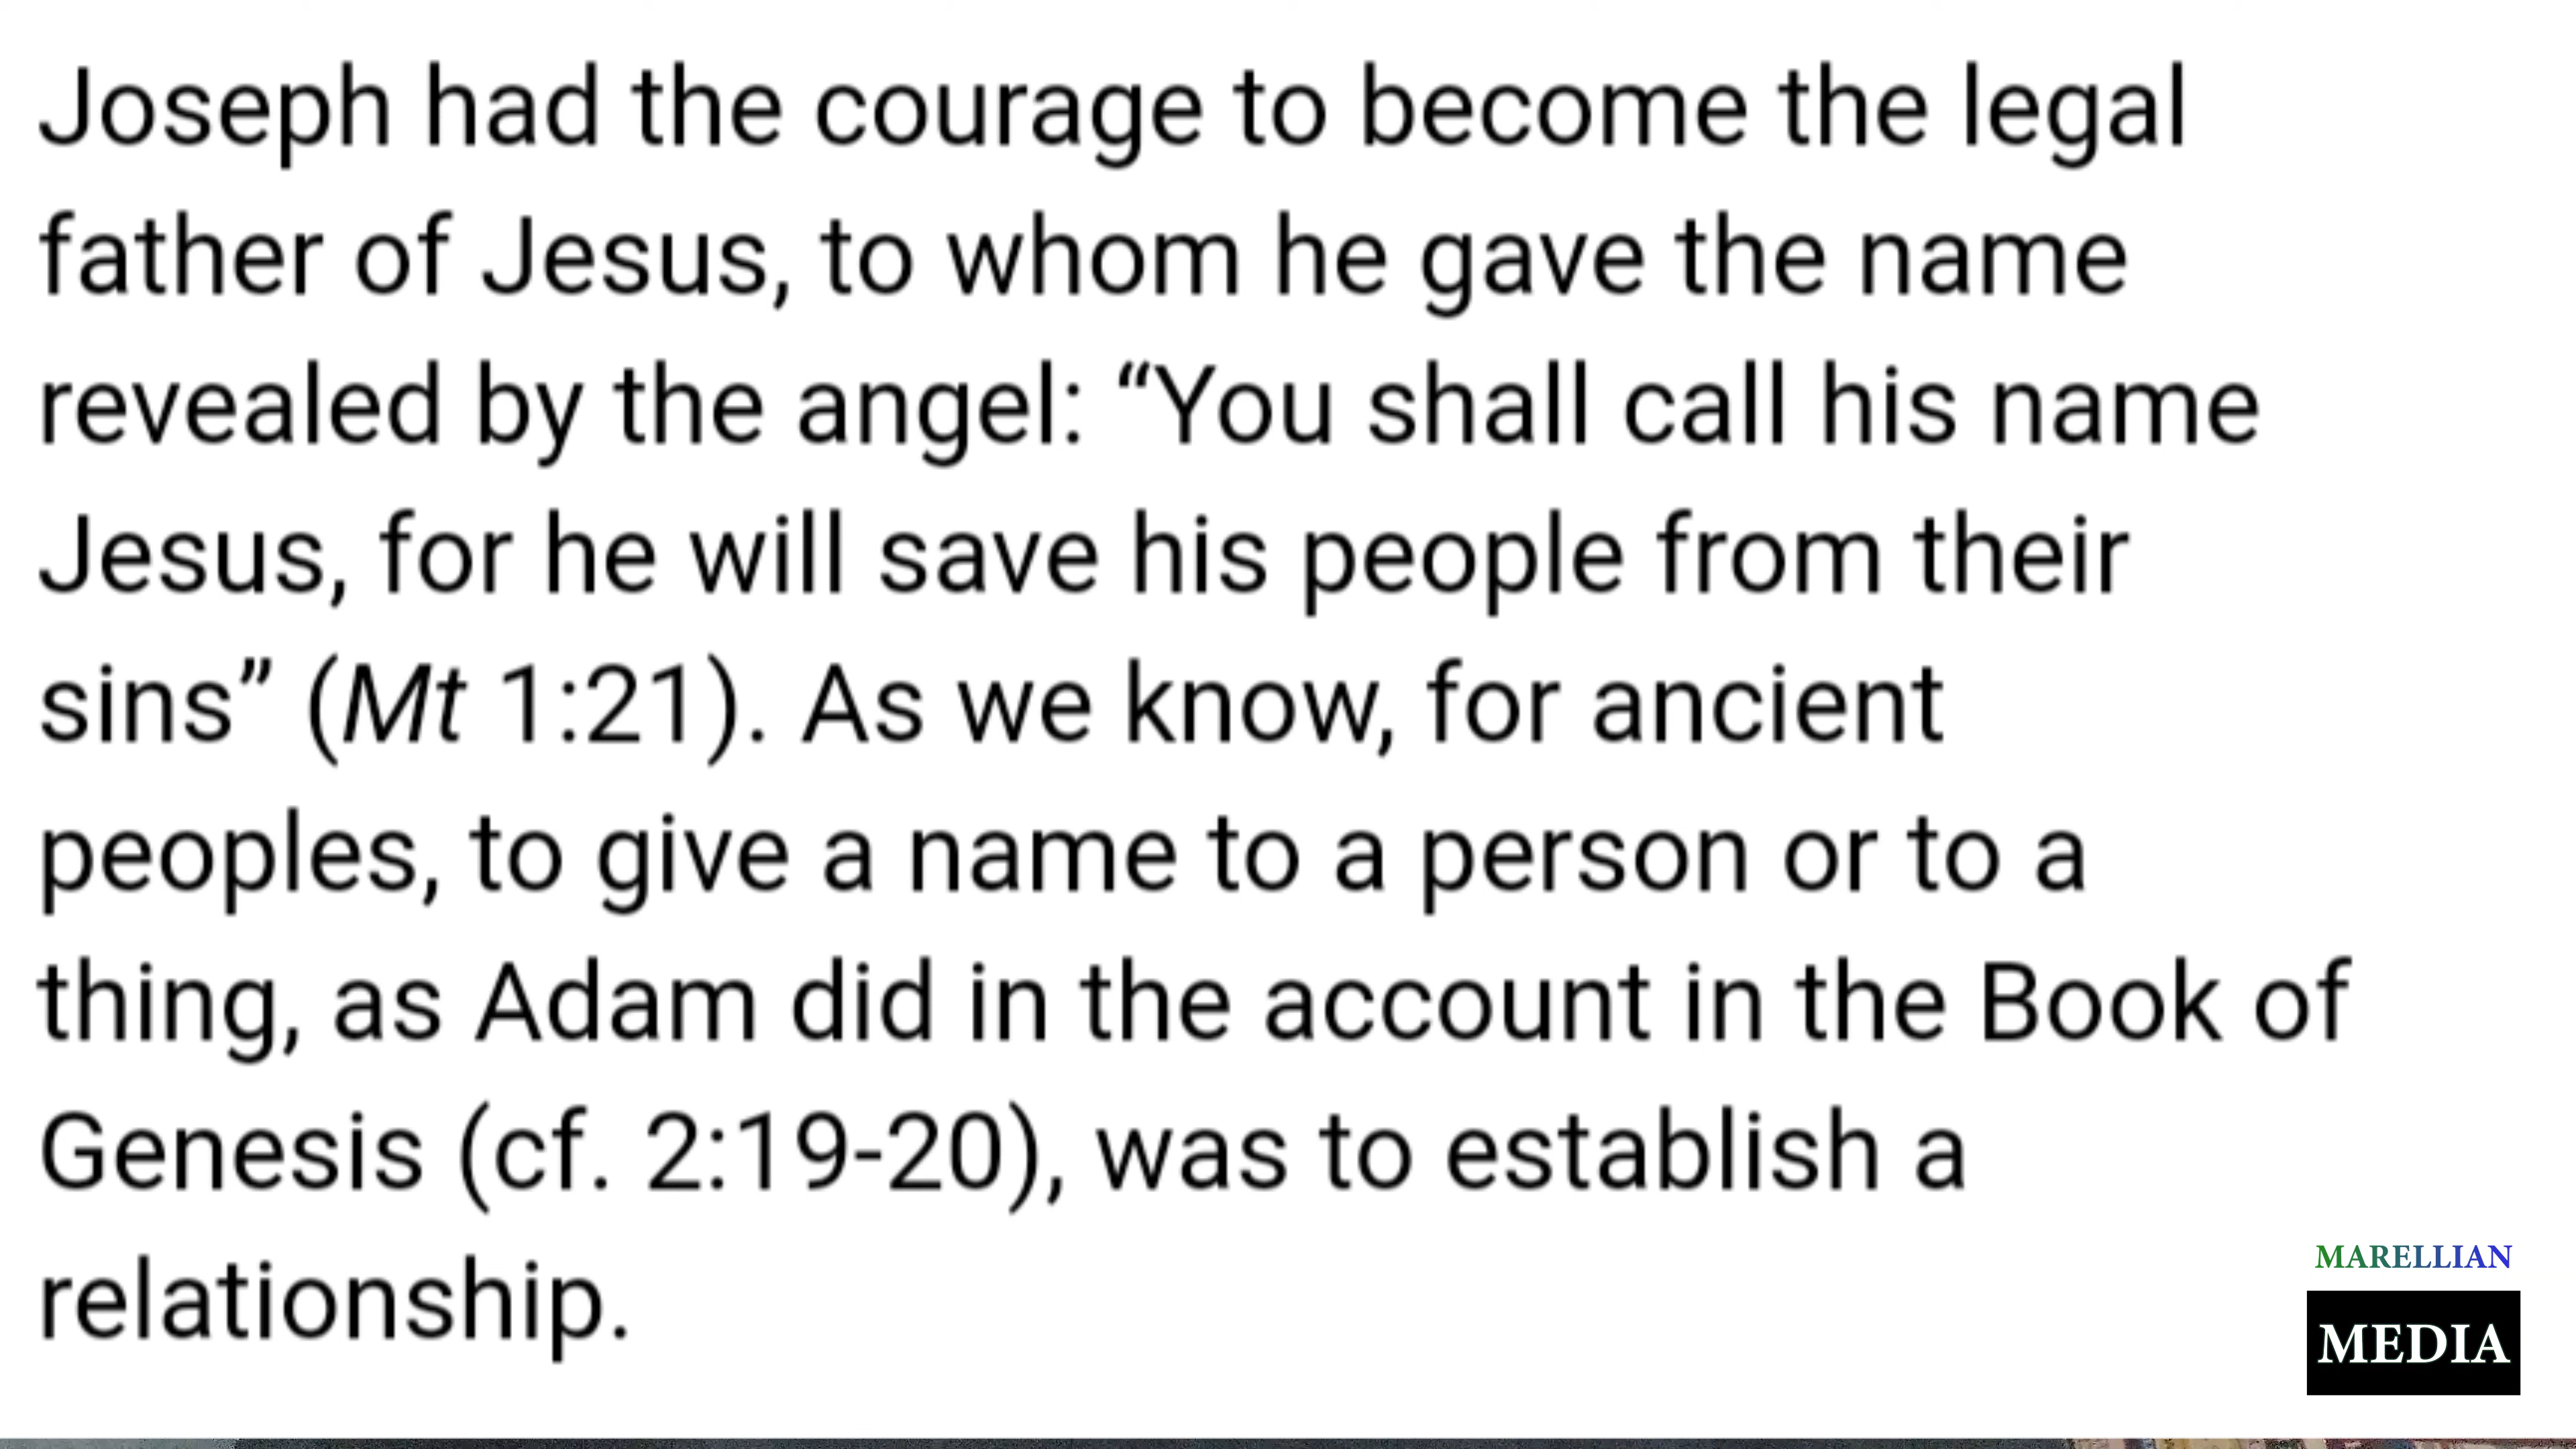 Joseph had the courage to become the legal
father of Jesus, to whom he gave the name
revealed by the angel: “You shall call his name
Jesus, for he will save his people from their
sins” (Mt 1:21). As we know, for ancient
peoples, to give a name to a person or to a
thing, as Adam did in the account in the Book of
Genesis (cf. 2:19-20), was to establish a
relationship.
MARELLIAN
MEDIA